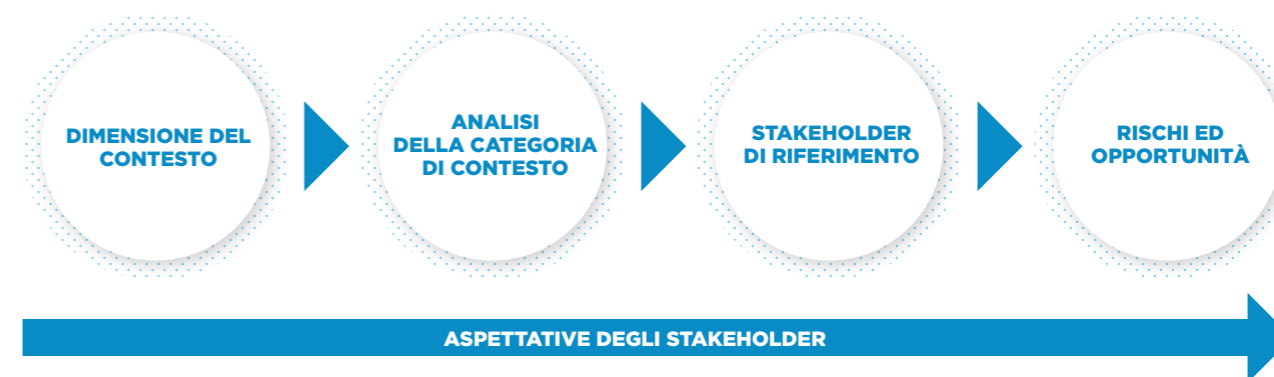 DIMENSIONE DEL
CONTESTO
ANALISI
DELLA CATEGORIA
DI CONTESTO
STAKEHOLDER
DI RIFERIMENTO
RISCHI ED
OPPORTUNITÀ
ASPETTATIVE DEGLI STAKEHOLDER